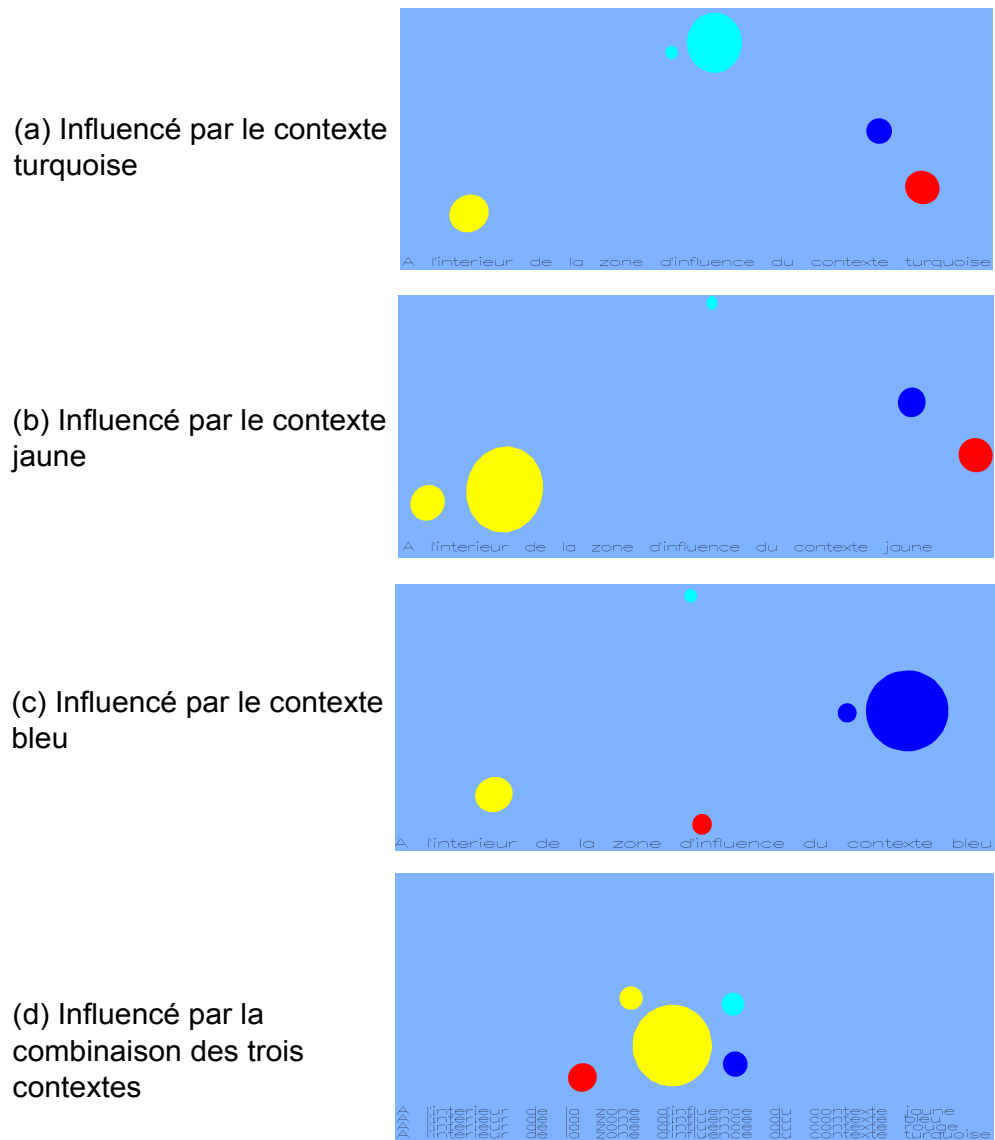 (a) Influencé par le contexte
turquoise
A l'interieur de la zone d'influence du contexte turquoise
(b) Influencé par le contexte
jaune
A l'interieur de la zone d'influence du contexte jaune
(c) Influencé par le contexte
bleu
A l'interieur de la zone d'influence du contexte bleu
(d) Influencé par la
combinaison des trois
contextes
A l'interieur de la zone d'influence du contexte jaune
A l'interieur de la zone d'influence du contexte bleu
A l'interieur de la zone d'influence du contexte rouge
A l'interieur de la zone d'influence du contexte turquoise